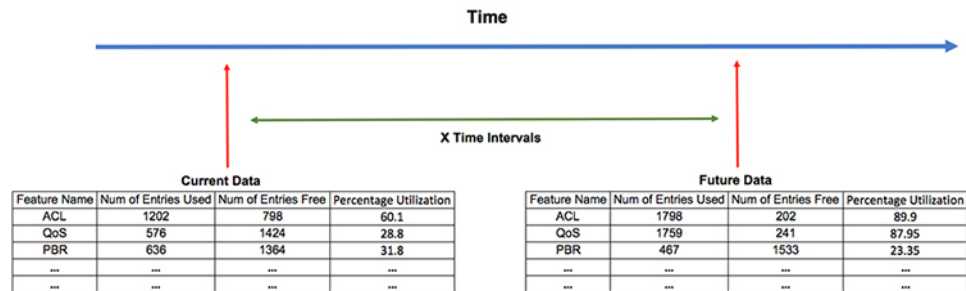 Time
X Time Intervals
Current Data
Feature Name Num of Entries Used Num of Entries Free Percentage Utilization
ACL 1202 798 60.1
QoS 576 1424 28.8
PBR 636 1364 31.8
... ... ... ...
... ... ... ...
Future Data
Feature Name Num of Entries Used Num of Entries Free Percentage Utilization
ACL 1798 202 89.9
QoS 1759 241 87.95
PBR 467 1533 23.35
... ... ... ...
... ... ... ...